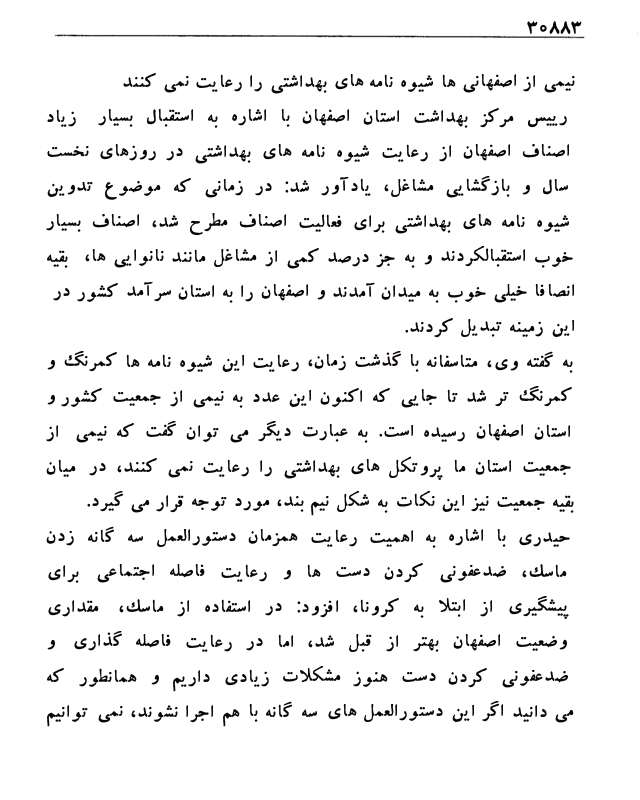 ۳۰۸۸۳
نیمی از اصفهانی ها شیوه نامه های بهداشتی را رعایت نمی کنند
رییس مرکز بهداشت استان اصفهان با اشاره به استقبال بسیار زیاد
اصناف اصفهان از رعایت شیوه نامه های بهداشتی در روزهای نخست
سال و بازگشایی مشاغل، یادآور شد: در زمانی که موضوع تدوین
شیوه نامه های بهداشتی برای فعالیت اصناف مطرح شد، اصناف بسیار
خوب استقبالکردند و به جز درصد کمی از مشاغل مانند نانوایی ها، بقیه
انصافا خیلی خوب به میدان آمدند و اصفهان را به استان سرآمد کشور در
این زمینه تبدیل کردند.
به گفته وی، متاسفانه با گذشت زمان، رعایت این شیوه نامه ها کمرنگ و
کمرنگ تر شد تا جایی که اکنون این عدد به نیمی از جمعیت کشور و
استان اصفهان رسیده است. به عبارت دیگر می توان گفت که نیمی از
جمعیت استان ما پروتکل های بهداشتی را رعایت نمی کنند، در میان
بقیه جمعیت نیز این نکات به شکل نیم بند، مورد توجه قرار می گیرد.
حیدری با اشاره به اهمیت رعایت همزمان دستورالعمل سه گانه زدن
ماسک، ضدعفونی کردن دست ها و رعایت فاصله اجتماعی برای
پیشگیری از ابتلا به کرونا، افزود: در استفاده از ماسک، مقداری
وضعیت اصفهان بهتر از قبل شد، اما در رعایت فاصله گذاری و
ضدعفونی کردن دست هنوز مشکلات زیادی داریم و همانطور که
می دانید اگر این دستورالعمل های سه گانه با هم اجرا نشوند، نمی توانیم